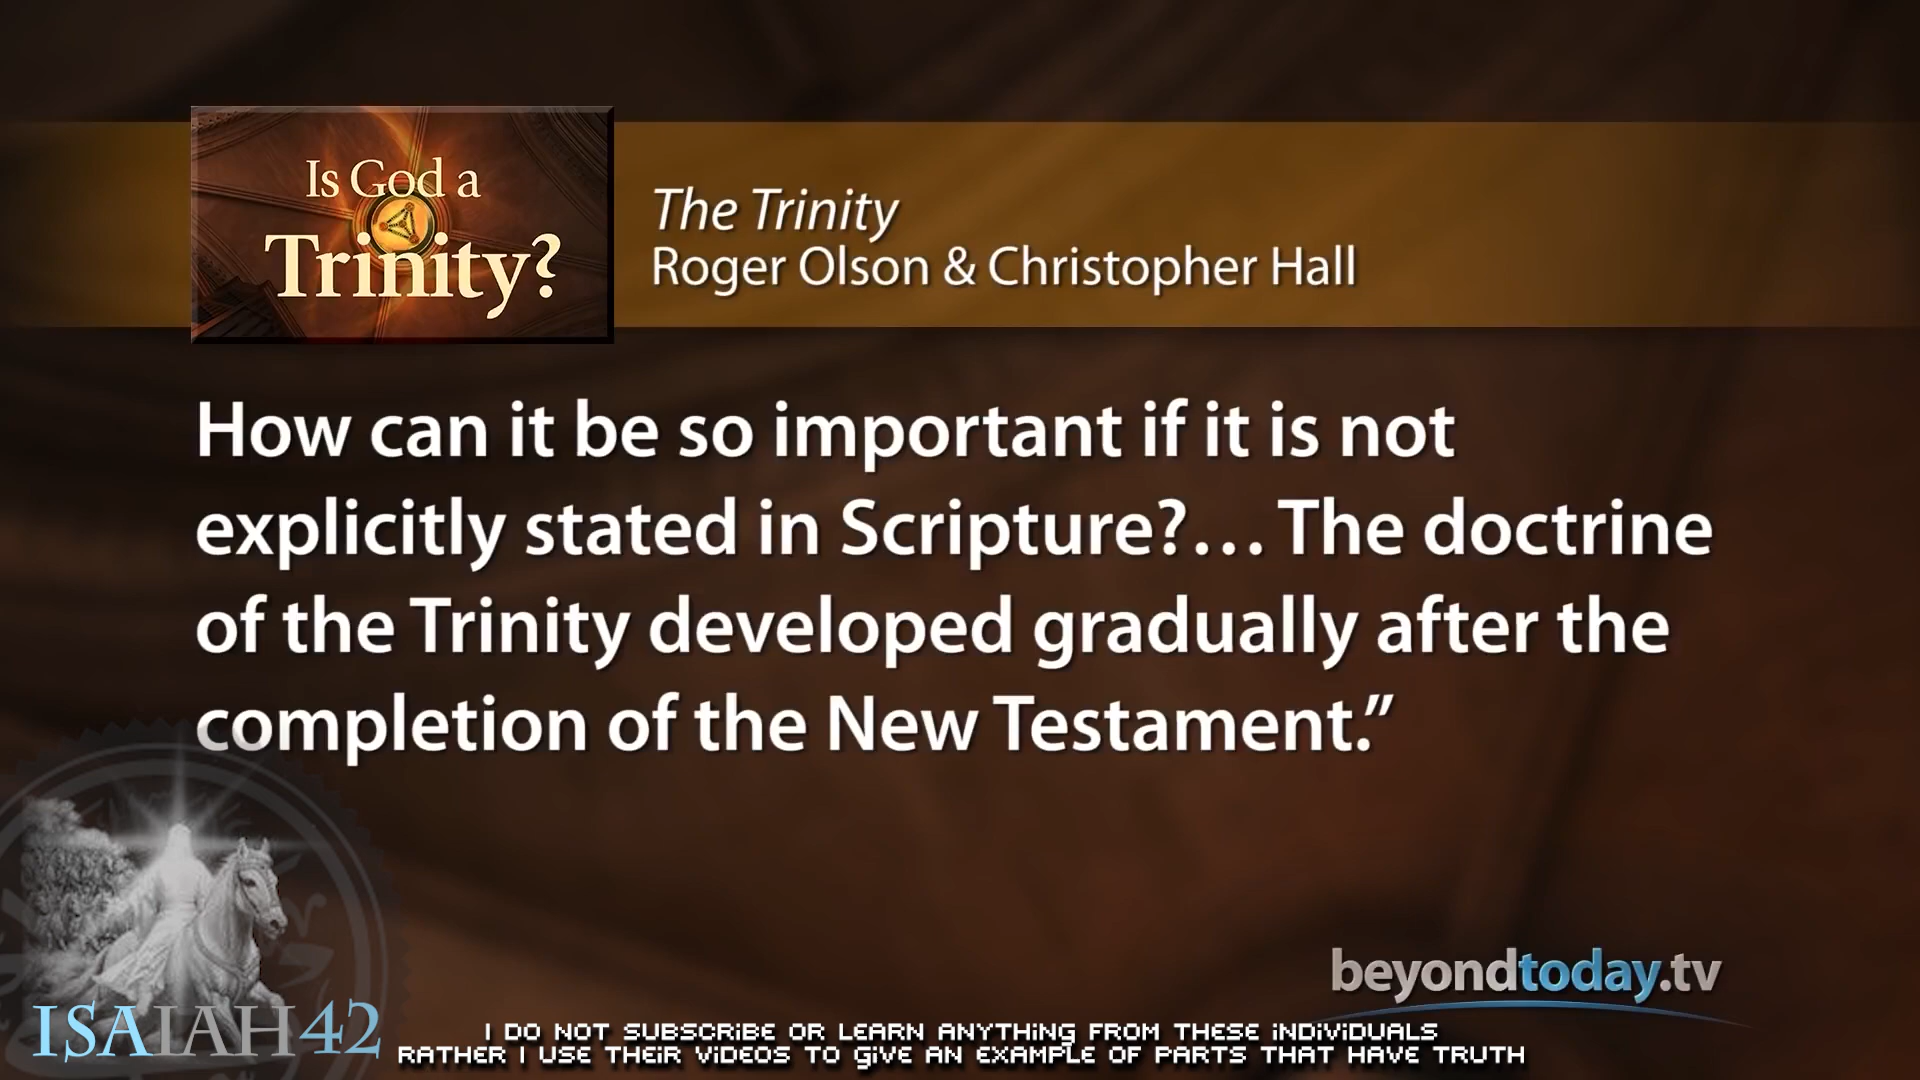 Is God a
Trinity?
The Trinity
Roger Olson & Christopher Hall
How can it be so important if it is not
explicitly stated in Scripture?… The doctrine
of the Trinity developed gradually after the
completion of the New Testament.”
beyondtoday.tv
ISAIAH 42
I DO NOT SUBSCRiBE OR LEARN ANYTHiNg FROM THESE iNDiViDUALS
RATHER I USE THEiR ViDEOS TO giVE AN EXAMPLE OF PARTS THAT HAVE TRUTH